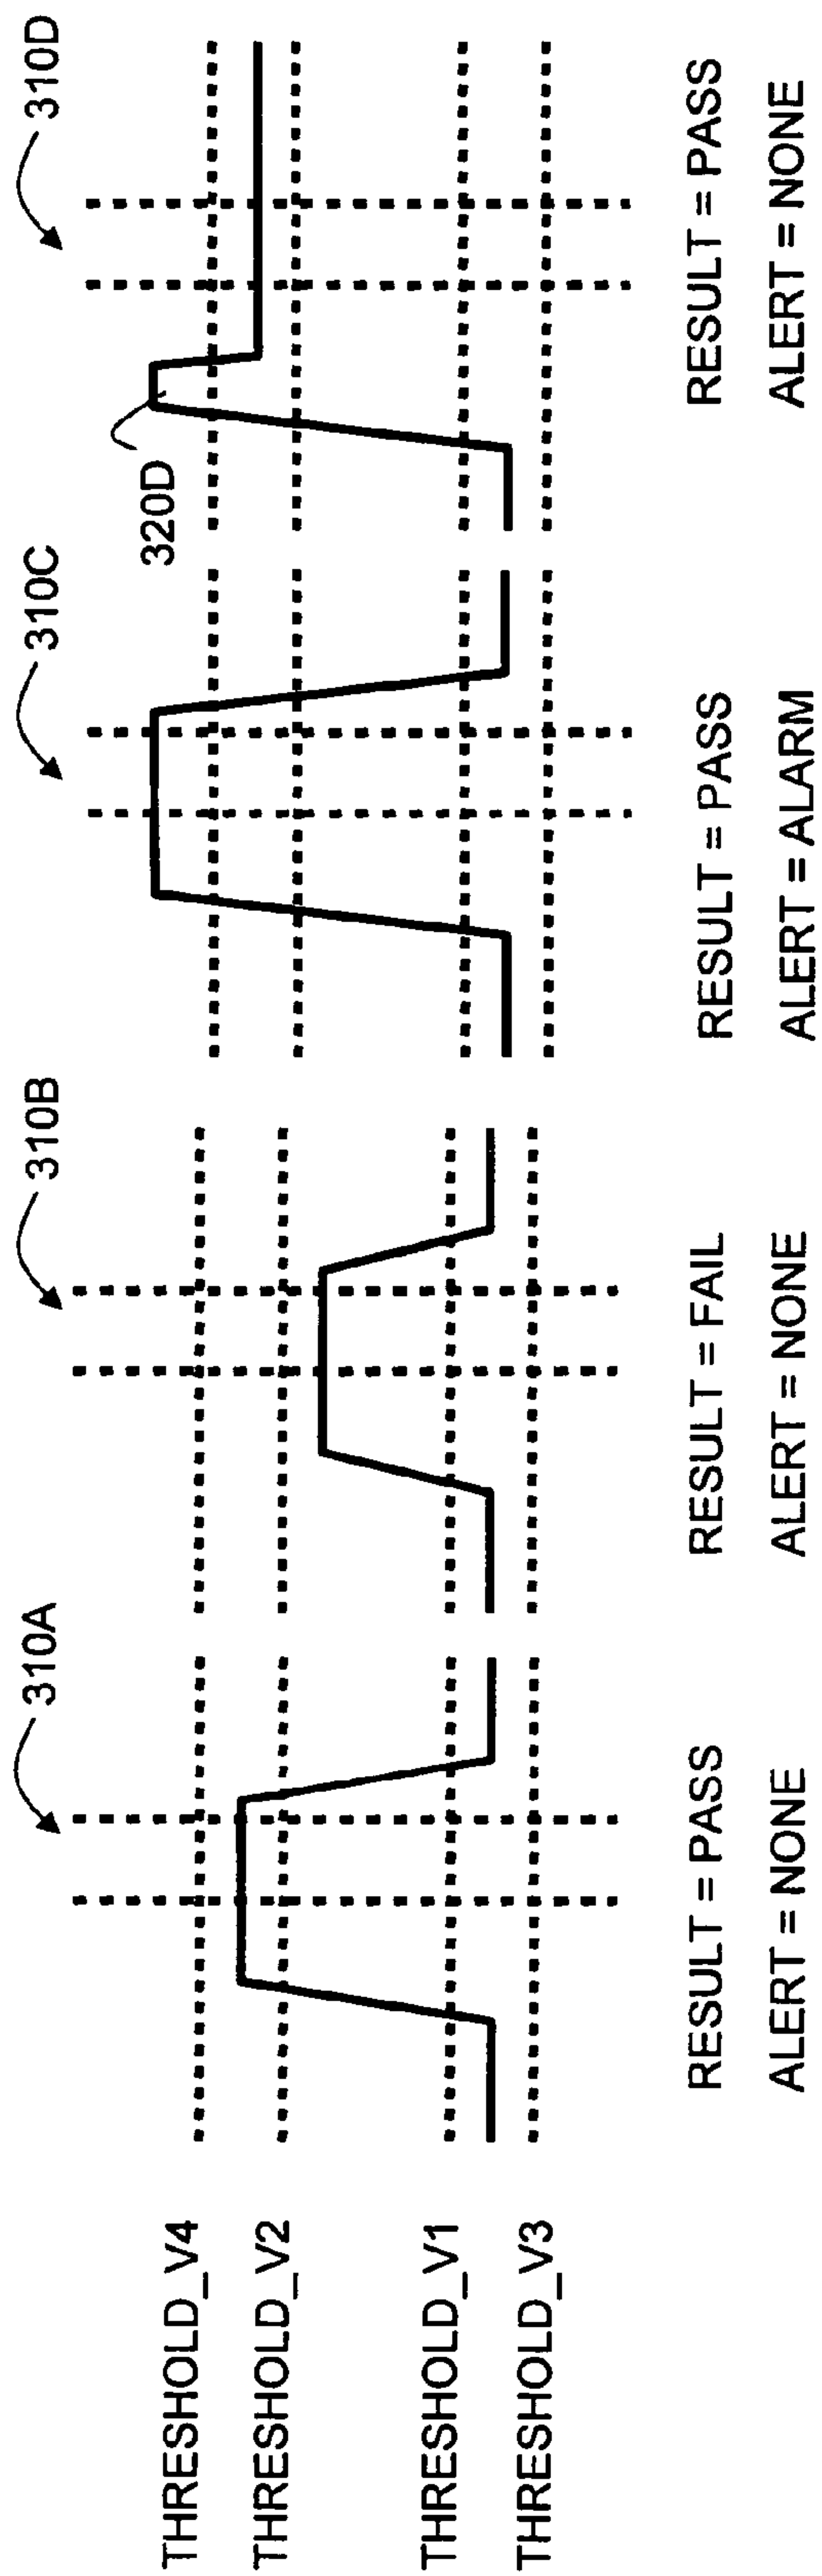 310A
310B
310C
310D
THRESHOLD_V4
THRESHOLD_V2
THRESHOLD_V1
THRESHOLD_V3
320D
RESULT = PASS
ALERT = NONE
RESULT = FAIL
ALERT = NONE
RESULT = PASS
ALERT = ALARM
RESULT = PASS
ALERT = NONE